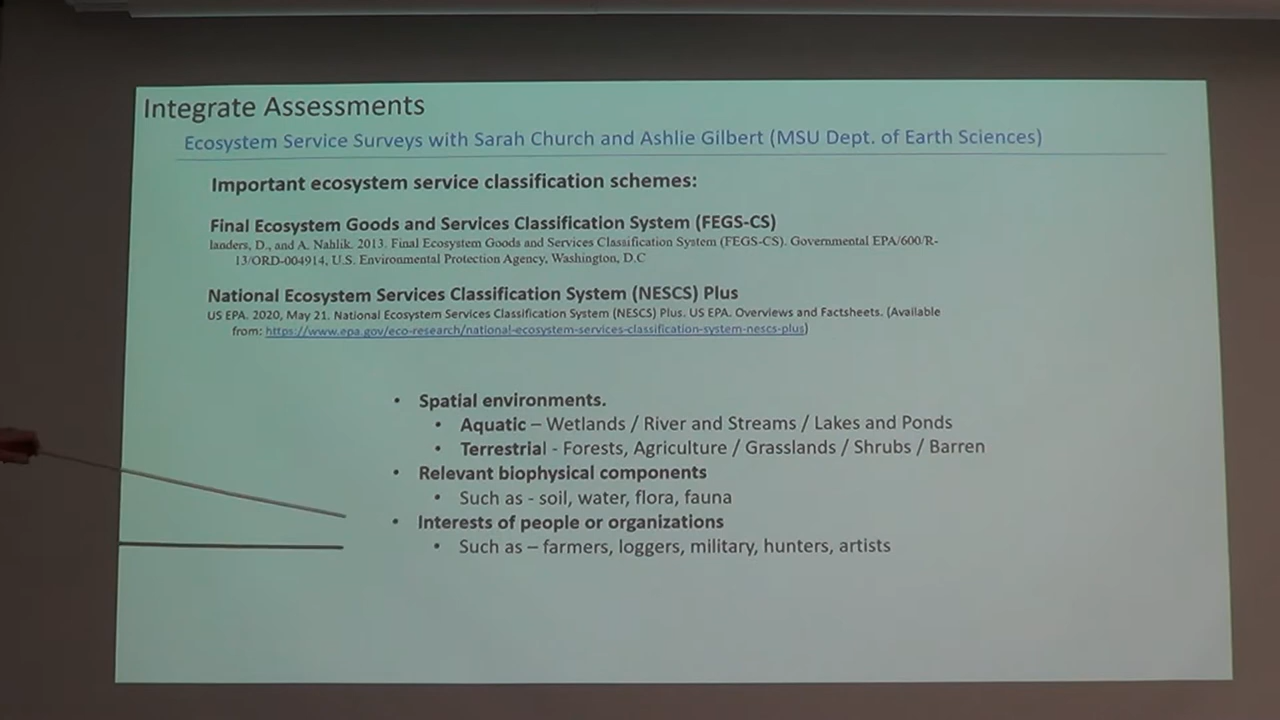 Integrate Assessments
Ecosystem Service Surveys with Sarah Church and Ashlie Gilbert (MSU Dept. of Earth Sciences)
Important ecosystem service classification schemes:
Final Ecosystem Goods and Services Classification System (FEGS-CS)
landers, D., and A. Nahlik. 2013. Final Ecosystem Goods and Services Classification System (FEGS-CS). Governmental EPA/600/R-
13/ORD-004914, U.S. Environmental Protection Agency, Washington, D.C
National Ecosystem Services Classification System (NESCS) Plus
US EPA. 2020, May 21. National Ecosystem Services Classification System (NESCS) Plus. US EPA. Overviews and Factsheets. (Available
from: https://www.epa.gov/eco-research/national-ecosystem-services-classification-system-nescs-plus)
• Spatial environments.
• Aquatic – Wetlands / River and Streams / Lakes and Ponds
• Terrestrial - Forests, Agriculture / Grasslands / Shrubs / Barren
• Relevant biophysical components
• Such as - soil, water, flora, fauna
• Interests of people or organizations
• Such as – farmers, loggers, military, hunters, artists